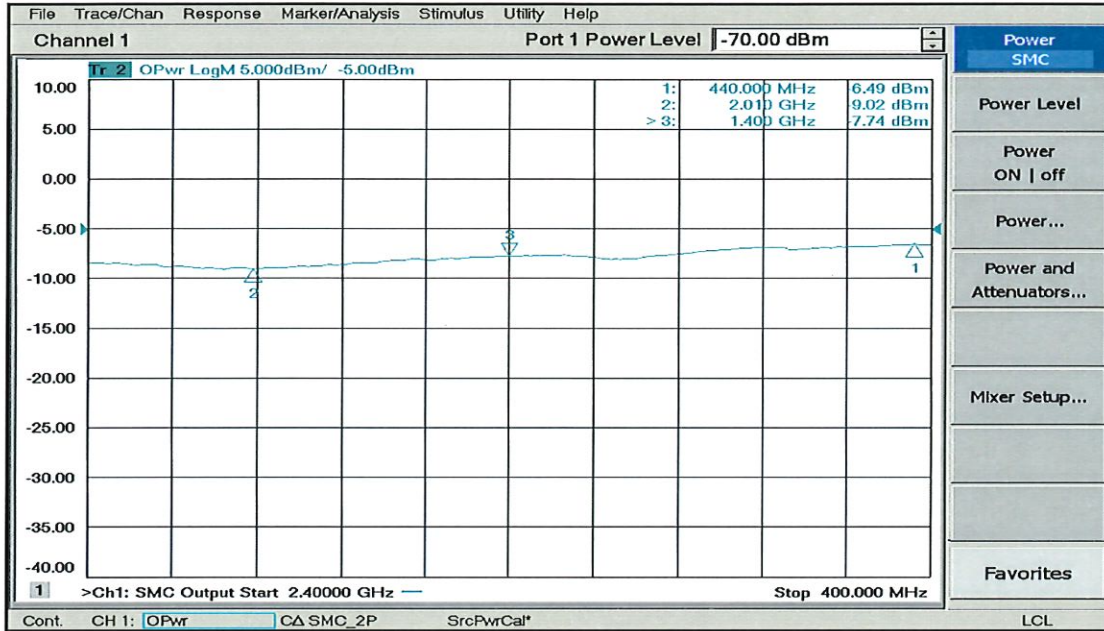 File Trace/Chan Response Marker/Analysis Stimulus Utility Help
Channel 1
Port 1 Power Level -70.00 dBm
Tr 2 OPwr LogM 5.000dBm/ -5.00dBm
1: 440.000 MHz -6.49 dBm
2: 2.010 GHz -9.02 dBm
> 3: 1.400 GHz -7.74 dBm
10.00
5.00
0.00
-5.00
-10.00
-15.00
-20.00
-25.00
-30.00
-35.00
-40.00
3
2
1
1
>Ch1: SMC Output Start 2.40000 GHz
Stop 400.000 MHz
Power
SMC
Power Level
Power
ON | off
Power...
Power and
Attenuators...
Mixer Setup...
Favorites
Cont. CH 1: OPwr CΔ SMC_2P SrcPwrCal* LCL